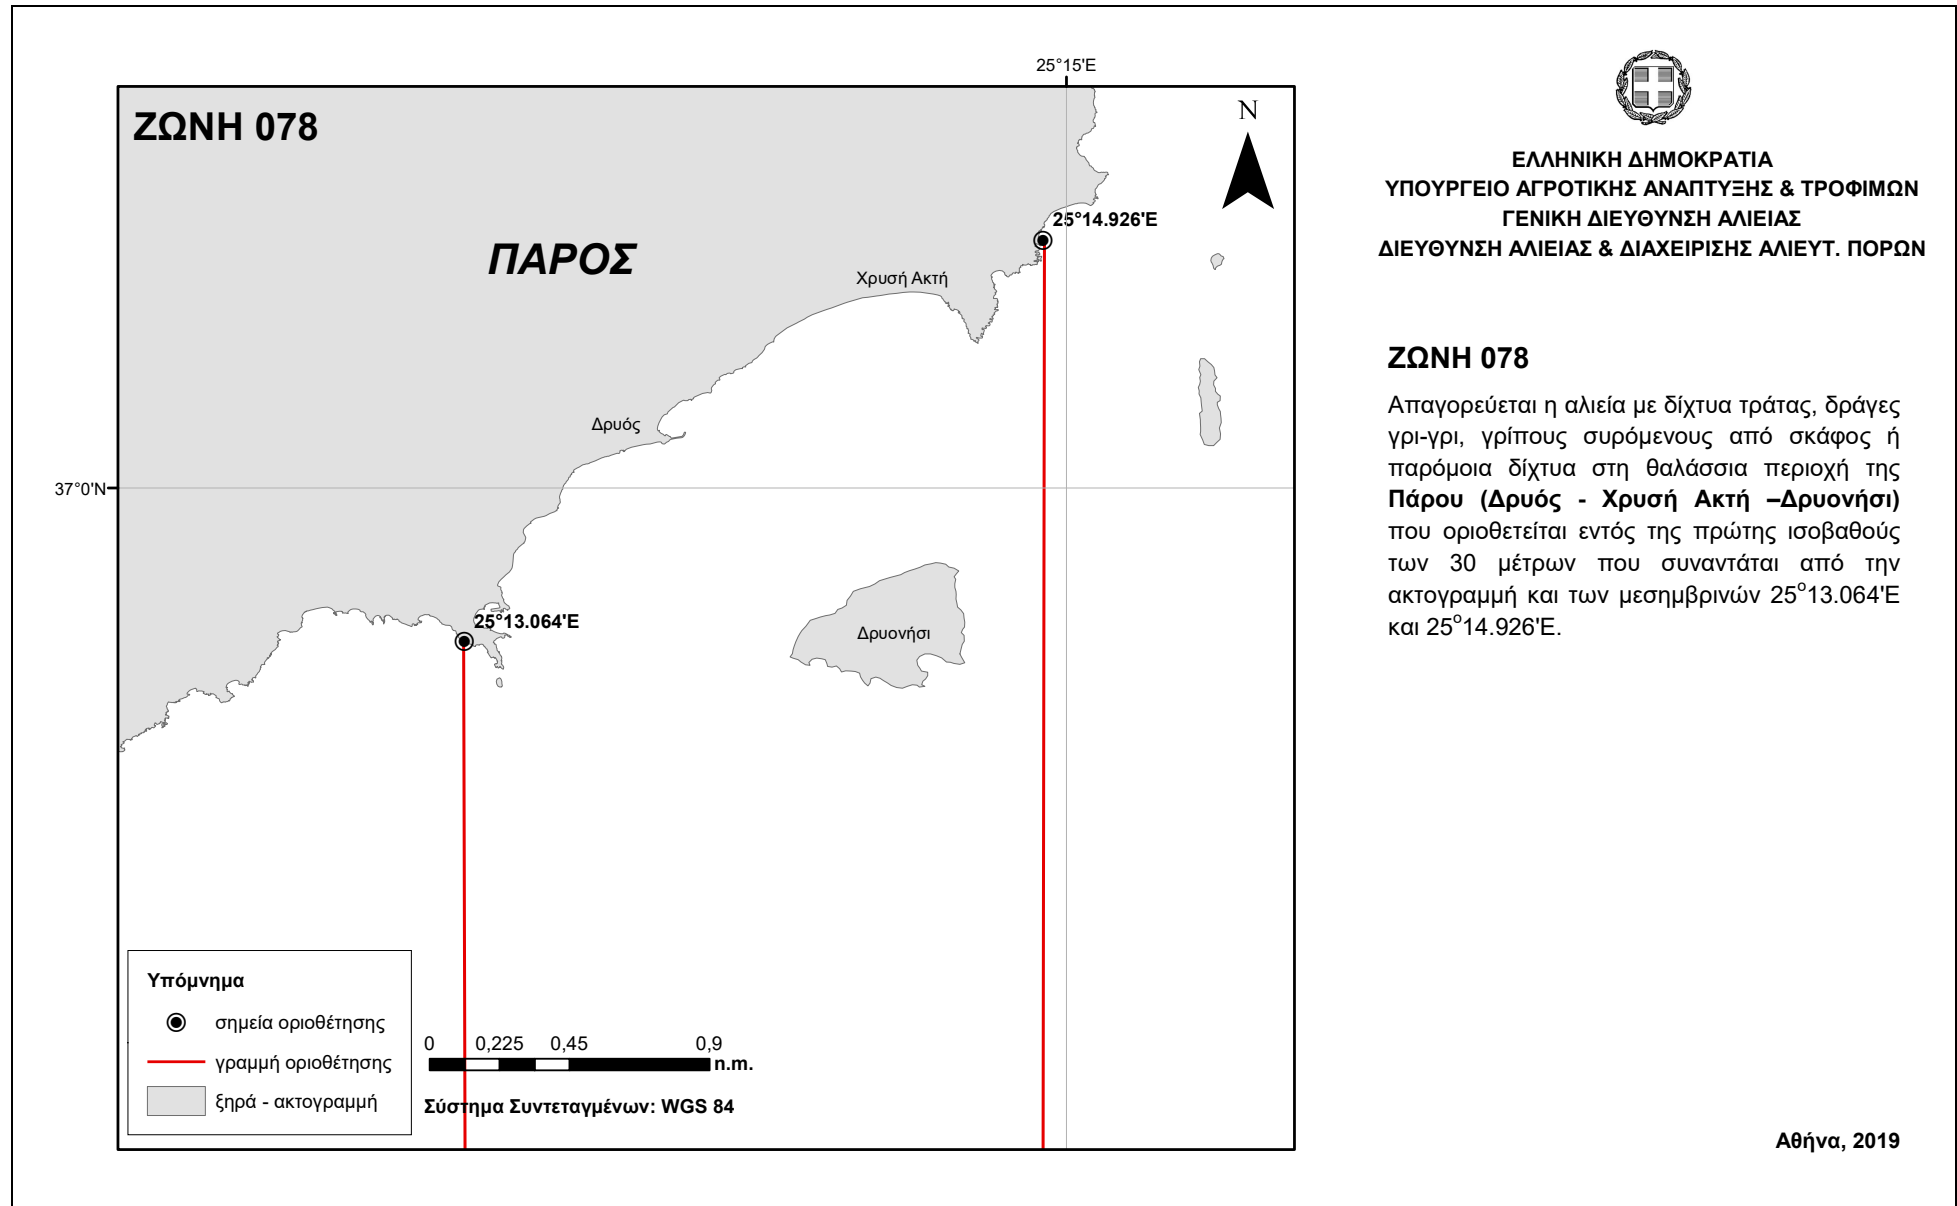 25°15'E
ΖΩΝΗ 078
N
25°14.926'E
ΠΑΡΟΣ
Χρυσή Ακτή
Δρυός
37°0'N
25°13.064'E
Δρυονήσι
Υπόμνημα
σημεία οριοθέτησης
γραμμή οριοθέτησης
ξηρά - ακτογραμμή
0 0,225 0,45 0,9
n.m.
Σύστημα Συντεταγμένων: WGS 84
ΕΛΛΗΝΙΚΗ ΔΗΜΟΚΡΑΤΙΑ
ΥΠΟΥΡΓΕΙΟ ΑΓΡΟΤΙΚΗΣ ΑΝΑΠΤΥΞΗΣ & ΤΡΟΦΙΜΩΝ
ΓΕΝΙΚΗ ΔΙΕΥΘΥΝΣΗ ΑΛΙΕΙΑΣ
ΔΙΕΥΘΥΝΣΗ ΑΛΙΕΙΑΣ & ΔΙΑΧΕΙΡΙΣΗΣ ΑΛΙΕΥΤ. ΠΟΡΩΝ
ΖΩΝΗ 078
Απαγορεύεται η αλιεία με δίχτυα τράτας, δράγες
γρι-γρι, γρίπους συρόμενους από σκάφος ή
παρόμοια δίχτυα στη θαλάσσια περιοχή της
Πάρου (Δρυός - Χρυσή Ακτή –Δρυονήσι)
που οριοθετείται εντός της πρώτης ισοβαθούς
των 30 μέτρων που συναντάται από την
ακτογραμμή και των μεσημβρινών 25°13.064'Ε
και 25°14.926'Ε.
Αθήνα, 2019